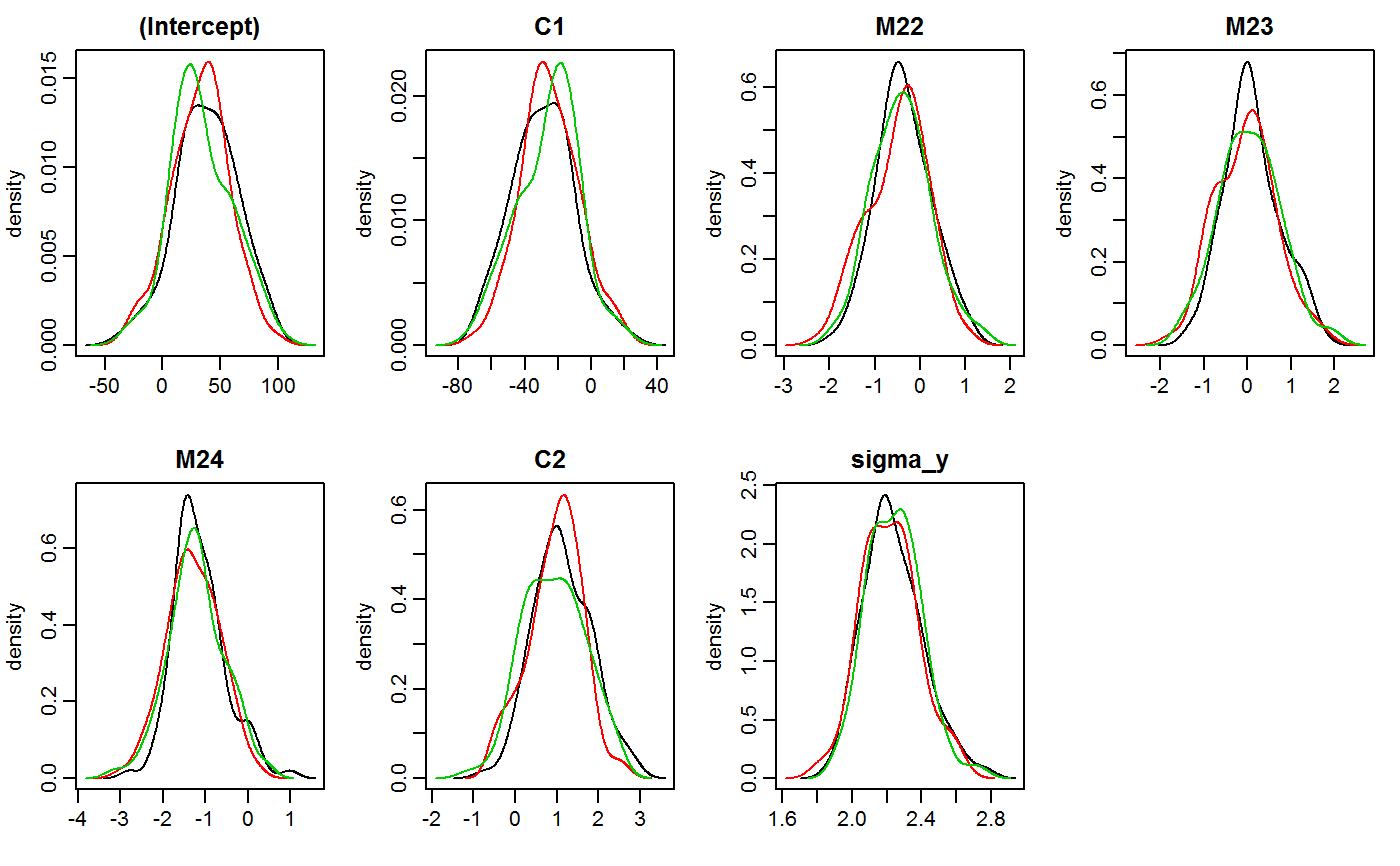 (Intercept)
C1
M22
M23
density
0.000 0.005 0.010 0.015
-50 0 50 100
density
0.000 0.010 0.020
-80 -40 0 40
density
0.0 0.2 0.4 0.6
-3 -2 -1 0 1 2
density
0.0 0.2 0.4 0.6
-2 -1 0 1 2
M24
C2
sigma_y
density
0.0 0.2 0.4 0.6
-4 -3 -2 -1 0 1
density
0.0 0.2 0.4 0.6
-2 -1 0 1 2 3
density
0.0 0.5 1.0 1.5 2.0 2.5
1.6 2.0 2.4 2.8